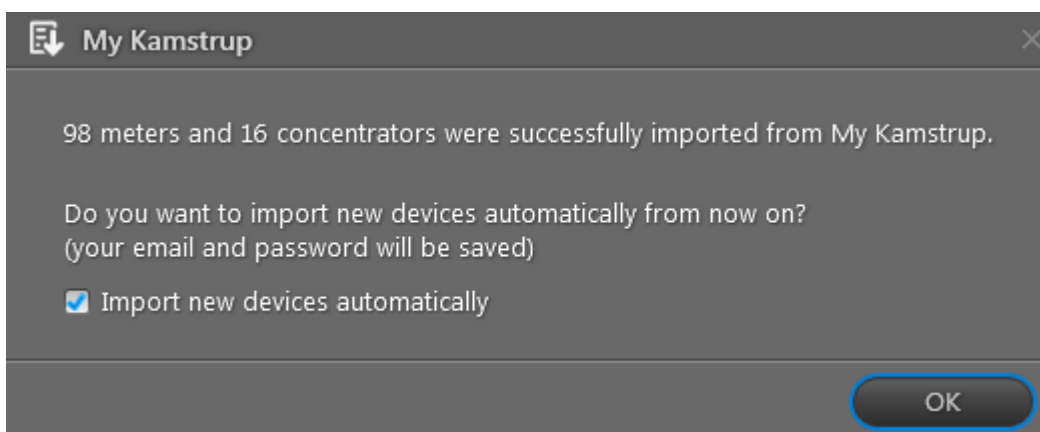 My Kamstrup
98 meters and 16 concentrators were successfully imported from My Kamstrup.
Do you want to import new devices automatically from now on?
(your email and password will be saved)
Import new devices automatically
OK